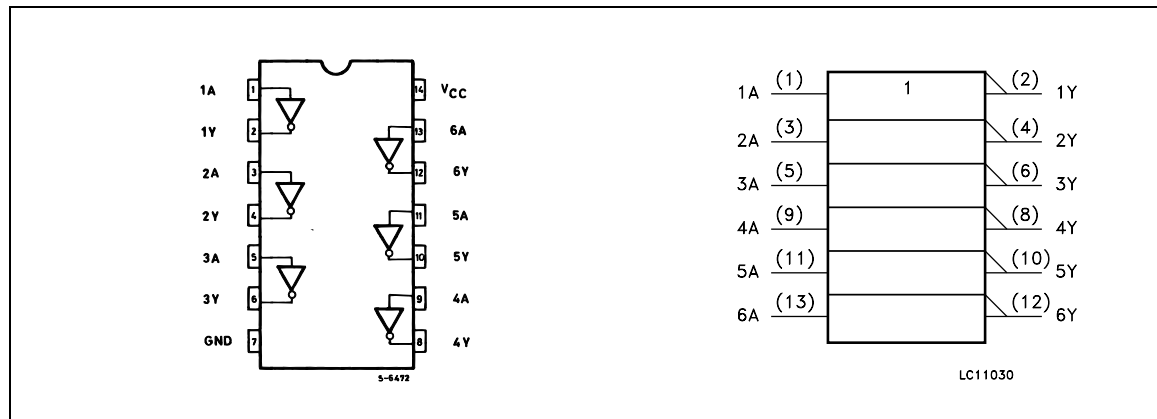 1A 1 14 VCC
1Y 2 13 6A
2A 3 12 6Y
2Y 4 11 5A
3A 5 10 5Y
3Y 6 9 4A
GND 7 8 4Y
S-6472
1A (1) 1 (2) 1Y
2A (3) (4) 2Y
3A (5) (6) 3Y
4A (9) (8) 4Y
5A (11) (10) 5Y
6A (13) (12) 6Y
LC11030